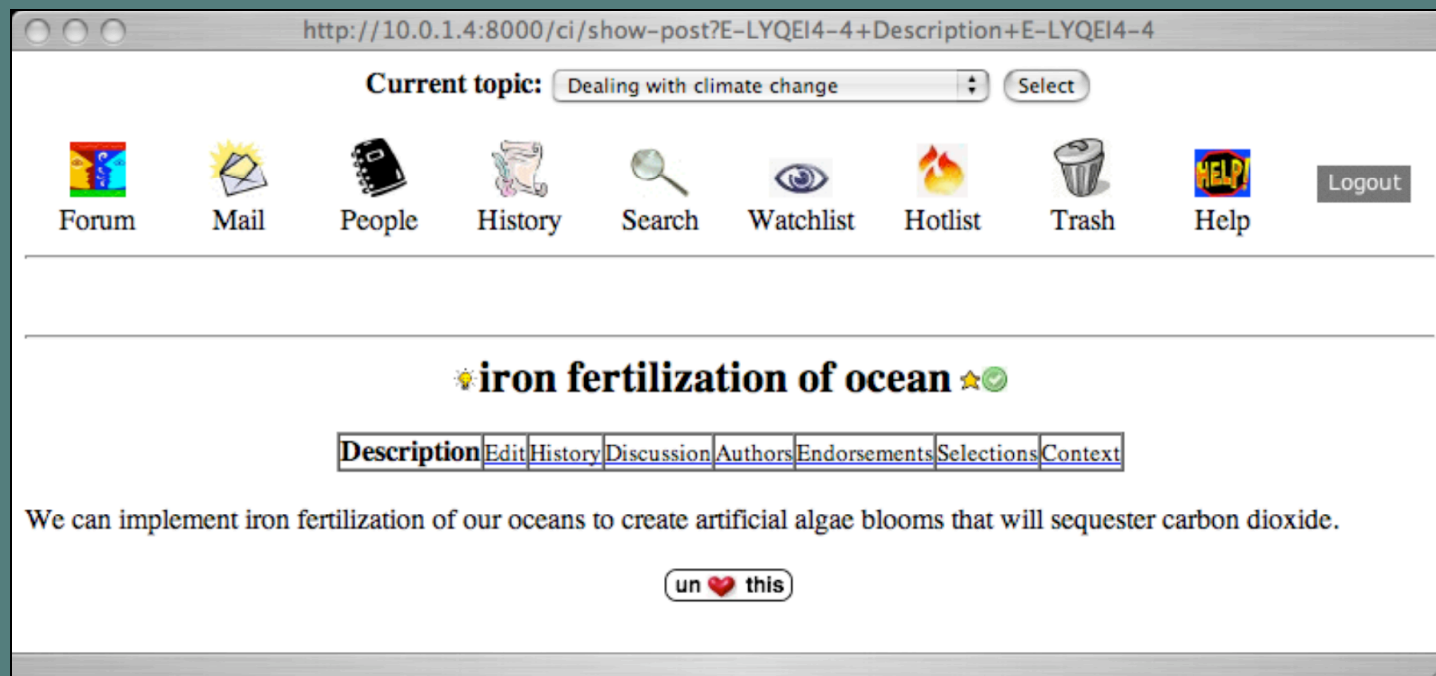 http://10.0.1.4:8000/ci/show-post?E-LYQEI4-4+Description+E-LYQEI4-4
Current topic: Dealing with climate change Select
Forum Mail People History Search Watchlist Hotlist Trash HELP! Help Logout
iron fertilization of ocean
Description Edit History Discussion Authors Endorsements Selections Context
We can implement iron fertilization of our oceans to create artificial algae blooms that will sequester carbon dioxide.
un this